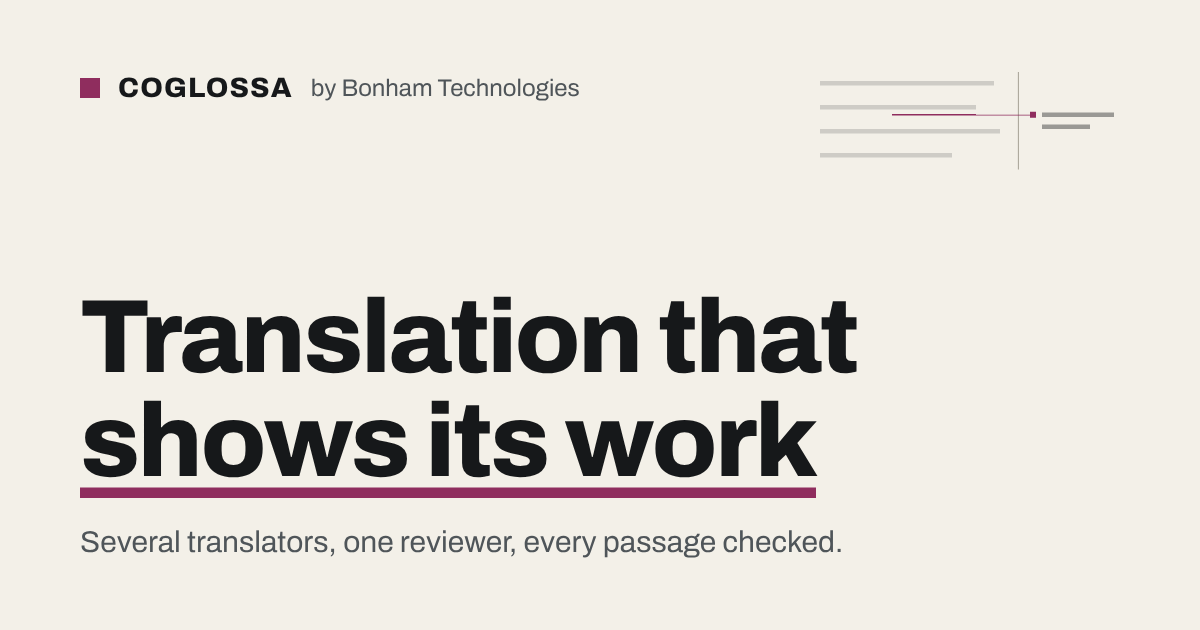 COGLOSSA by Bonham Technologies
Translation that
shows its work
Several translators, one reviewer, every passage checked.